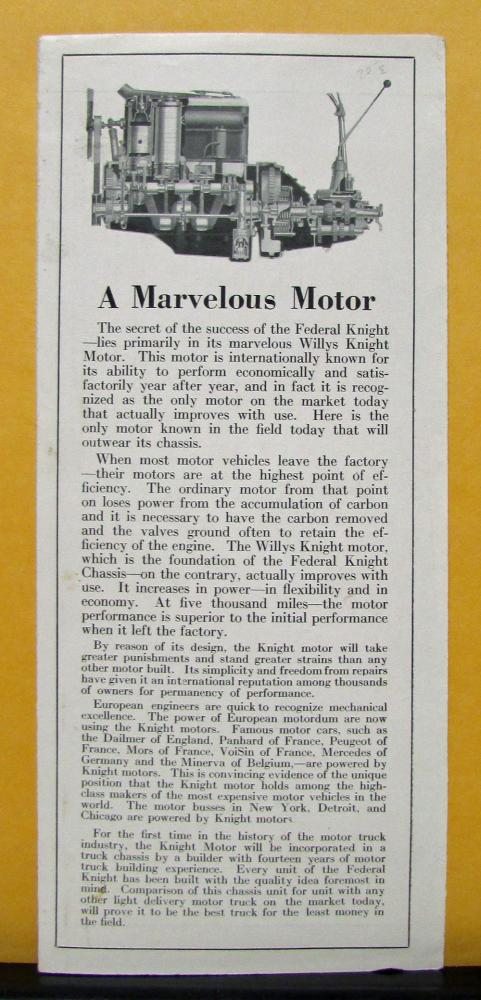 A Marvelous Motor
The secret of the success of the Federal Knight
—lies primarily in its marvelous Willys Knight
Motor. This motor is internationally known for
its ability to perform economically and satis-
factorily year after year, and in fact it is recog-
nized as the only motor on the market today
that actually improves with use. Here is the
only motor known in the field today that will
outwear its chassis.
When most motor vehicles leave the factory
—their motors are at the highest point of ef-
ficiency. The ordinary motor from that point
on loses power from the accumulation of carbon
and it is necessary to have the carbon removed
and the valves ground often to retain the ef-
ficiency of the engine. The Willys Knight motor,
which is the foundation of the Federal Knight
Chassis—on the contrary, actually improves with
use. It increases in power—in flexibility and in
economy. At five thousand miles—the motor
performance is superior to the initial performance
when it left the factory.
By reason of its design, the Knight motor will take
greater punishments and stand greater strains than any
other motor built. Its simplicity and freedom from repairs
have given it an international reputation among thousands
of owners for permanency of performance.
European engineers are quick to recognize mechanical
excellence. The power of European motordum are now
using the Knight motors. Famous motor cars, such as
the Dailmer of England, Panhard of France, Peugot of
France, Mors of France, VoiSin of France, Mercedes of
Germany and the Minerva of Belgium,—are powered by
Knight motors. This is convincing evidence of the unique
position that the Knight motor holds among the high-
class makers of the most expensive motor vehicles in the
world. The motor busses in New York, Detroit, and
Chicago are powered by Knight motors
For the first time in the history of the motor truck
industry, the Knight Motor will be incorporated in a
truck chassis by a builder with fourteen years of motor
truck building experience. Every unit of the Federal
Knight has been built with the quality idea foremost in
mind. Comparison of this chassis unit for unit with any
other light delivery motor truck on the market today,
will prove it to be the best truck for the least money in
the field.